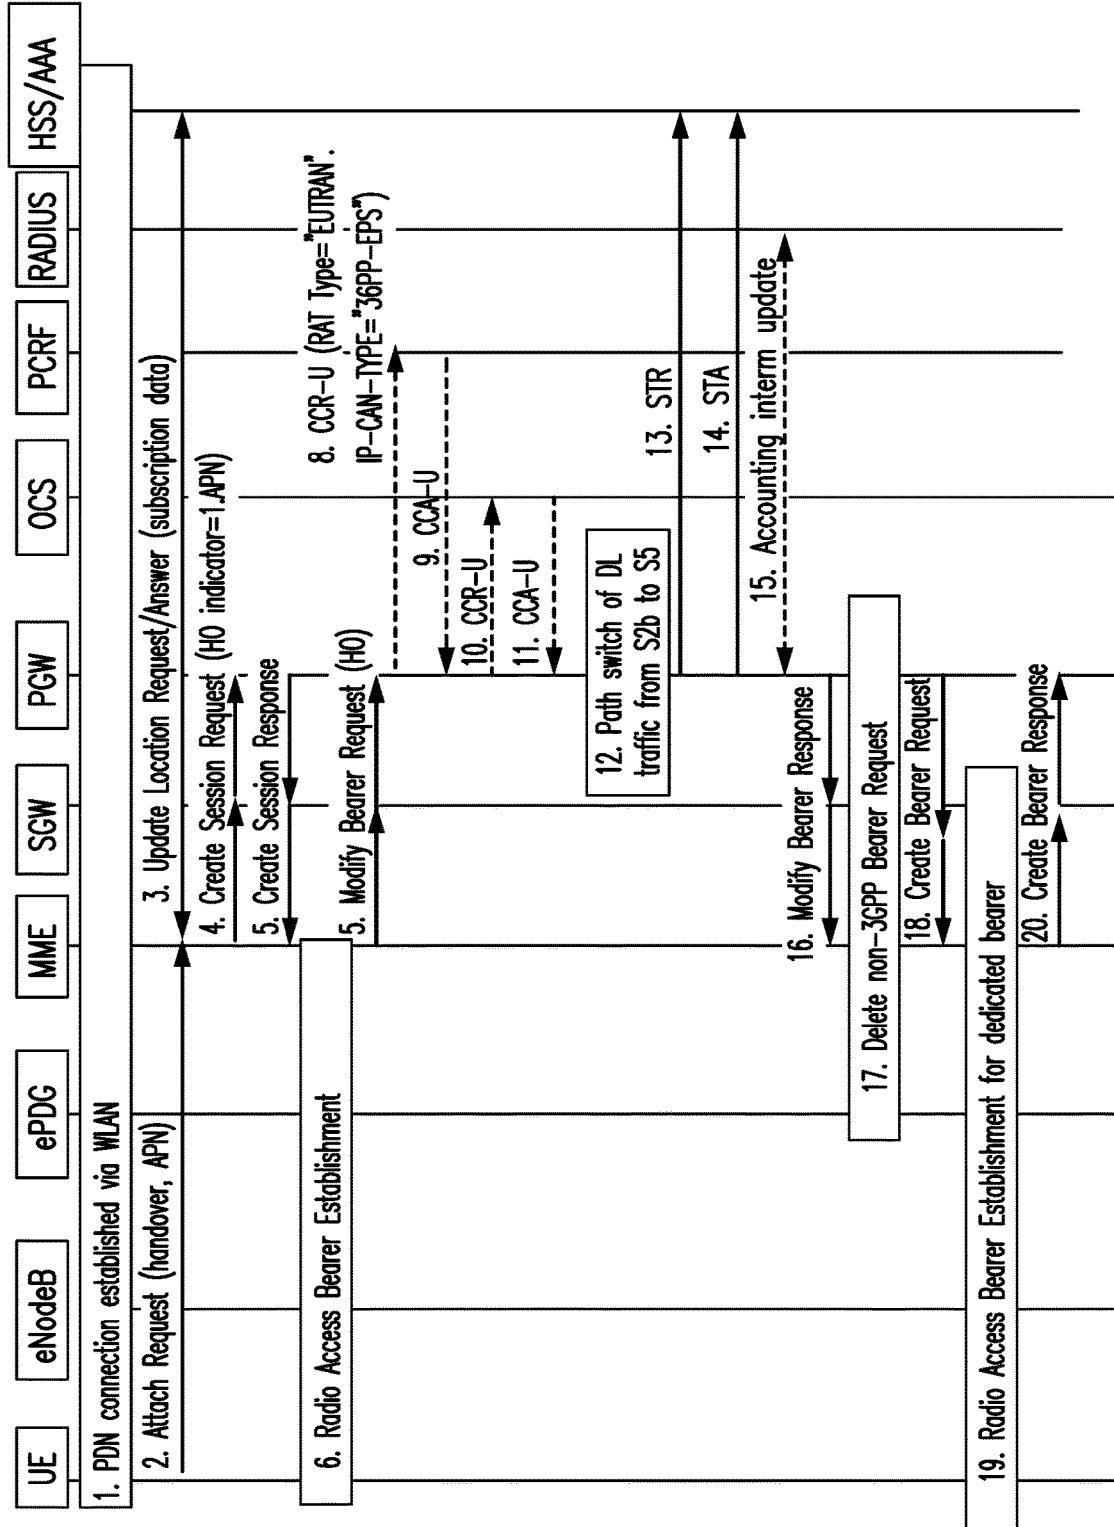 UE
eNodeB
ePDG
MME
SGW
PGW
OCS
PCRF
RADIUS
HSS/AAA
1. PDN connection established via WLAN
2. Attach Request (handover, APN)
3. Update Location Request/Answer (subscription data)
4. Create Session Request (HO indicator=1.APN)
5. Create Session Response
6. Radio Access Bearer Establishment
5. Modify Bearer Request (HO)
8. CCR-U (RAT Type="EUTRAN".
IP-CAN-TYPE="36PP-EPS")
9. CCA-U
10. CCR-U
11. CCA-U
12. Path switch of DL
traffic from S2b to S5
13. STR
14. STA
15. Accounting interm update
16. Modify Bearer Response
17. Delete non-3GPP Bearer Request
18. Create Bearer Request
19. Radio Access Bearer Establishment for dedicated bearer
20. Create Bearer Response